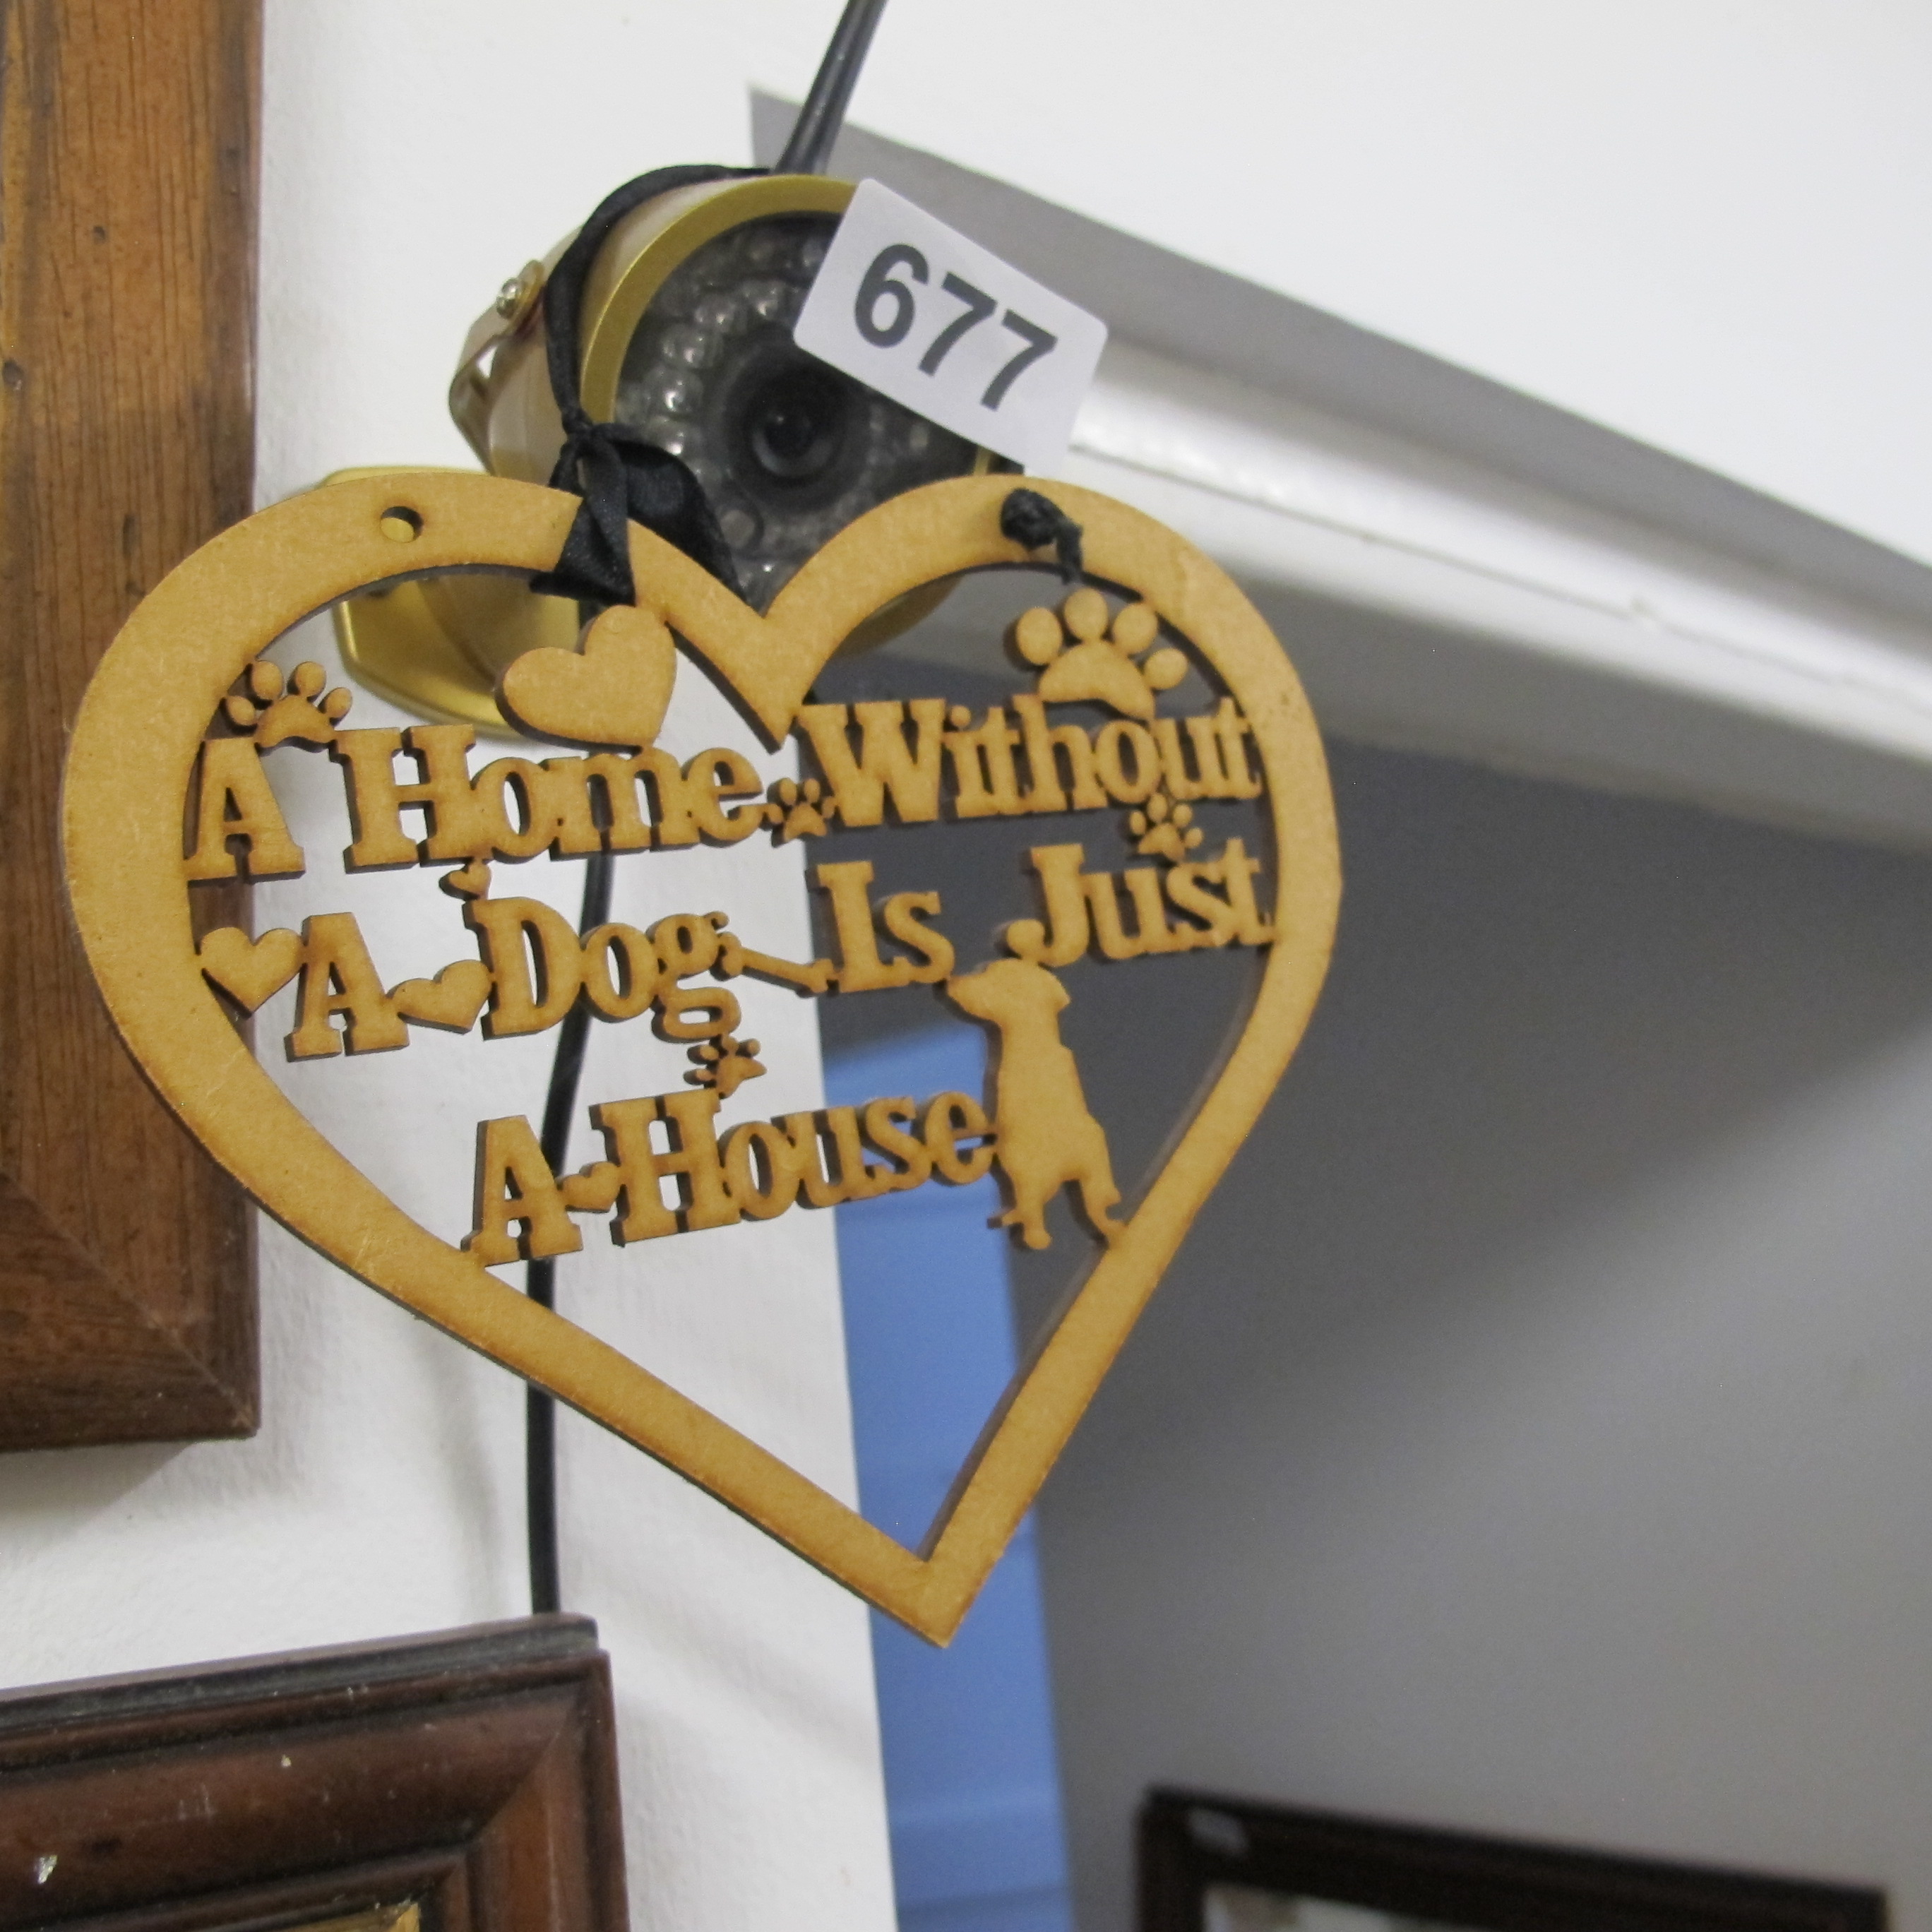 677
A Home Without
A Dog Is Just
A House